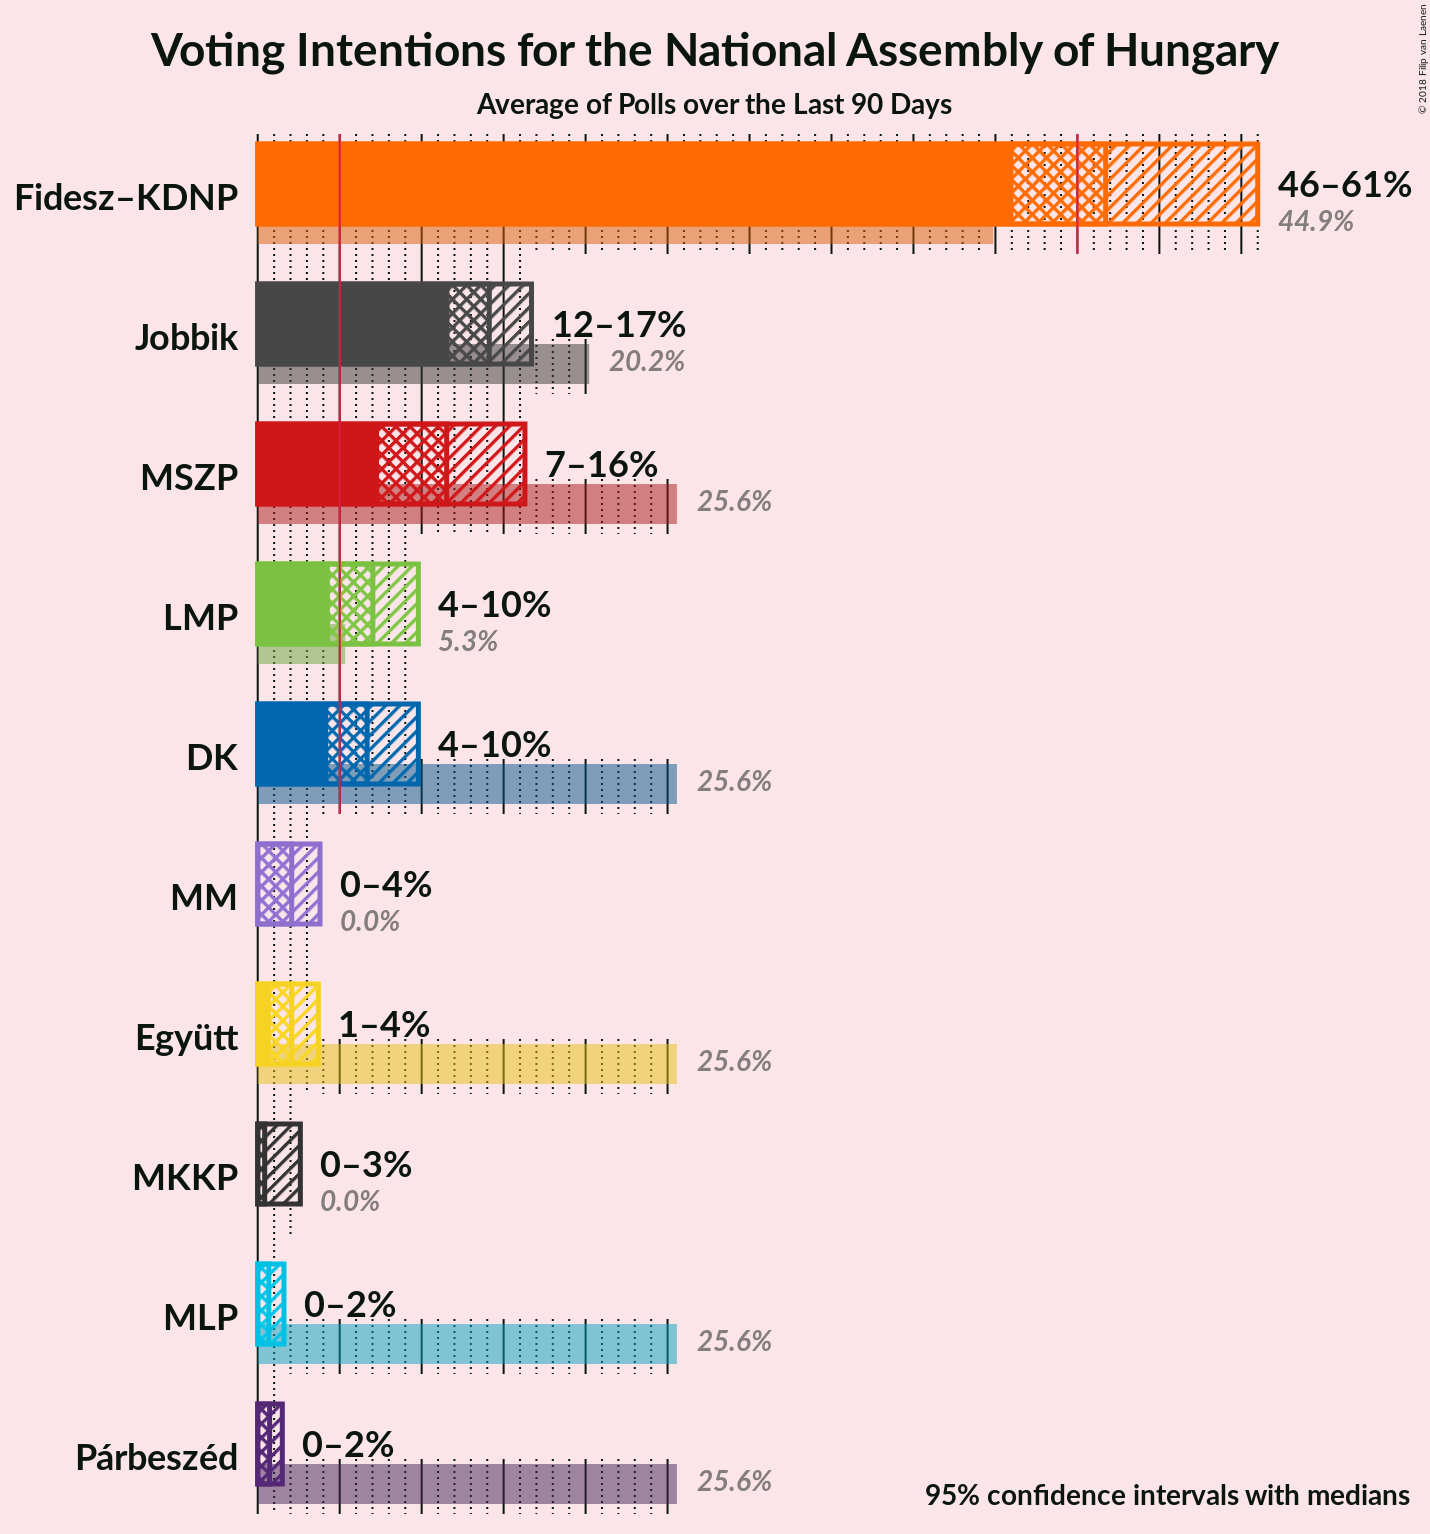 © 2018 Filip van Laenen
Voting Intentions for the National Assembly of Hungary
Average of Polls over the Last 90 Days
Fidesz–KDNP
46–61%
44.9%
Jobbik
12–17%
20.2%
MSZP
7–16%
25.6%
LMP
4–10%
5.3%
DK
4–10%
25.6%
MM
0–4%
0.0%
Együtt
1–4%
25.6%
MKKP
0–3%
0.0%
MLP
0–2%
25.6%
Párbeszéd
0–2%
25.6%
95% confidence intervals with medians